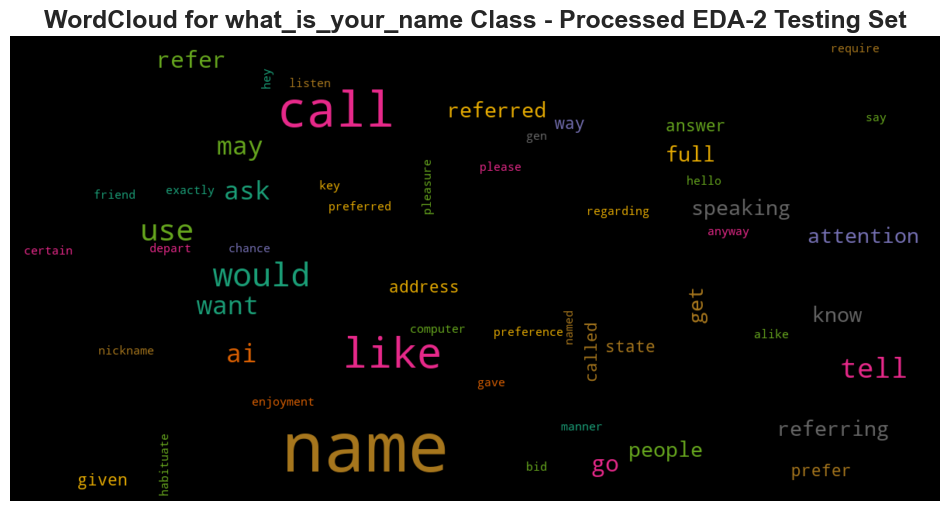 WordCloud for what_is_your_name Class - Processed EDA-2 Testing Set
require
refer
hey
listen
call
referred
way
answer
say
gen
may
full
please
pleasure
hello
friend
exactly
ask
key
preferred
regarding
speaking
use
anyway
attention
certain
depart
chance
would
want
address
get
know
computer
preference
named
called
state
alike
nickname
ai
like
tell
gave
enjoyment
name
manner
referring
habituate
people
go
bid
prefer
given